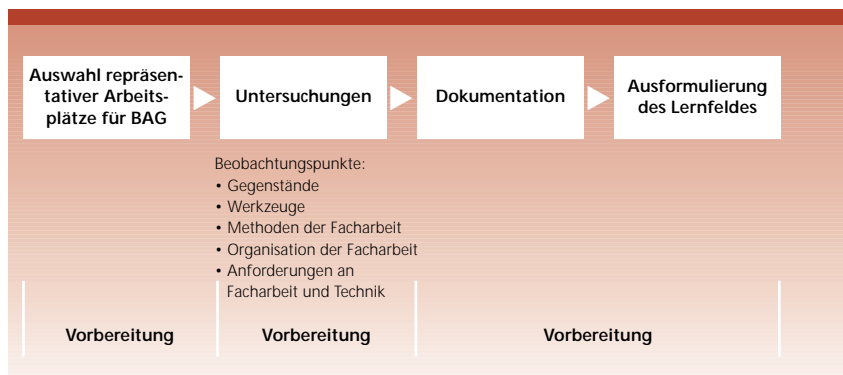 Auswahl repräsen-
tativer Arbeits-
plätze für BAG
Untersuchungen
Dokumentation
Ausformulierung
des Lernfeldes
Beobachtungspunkte:
• Gegenstände
• Werkzeuge
• Methoden der Facharbeit
• Organisation der Facharbeit
• Anforderungen an
Facharbeit und Technik
Vorbereitung
Vorbereitung
Vorbereitung